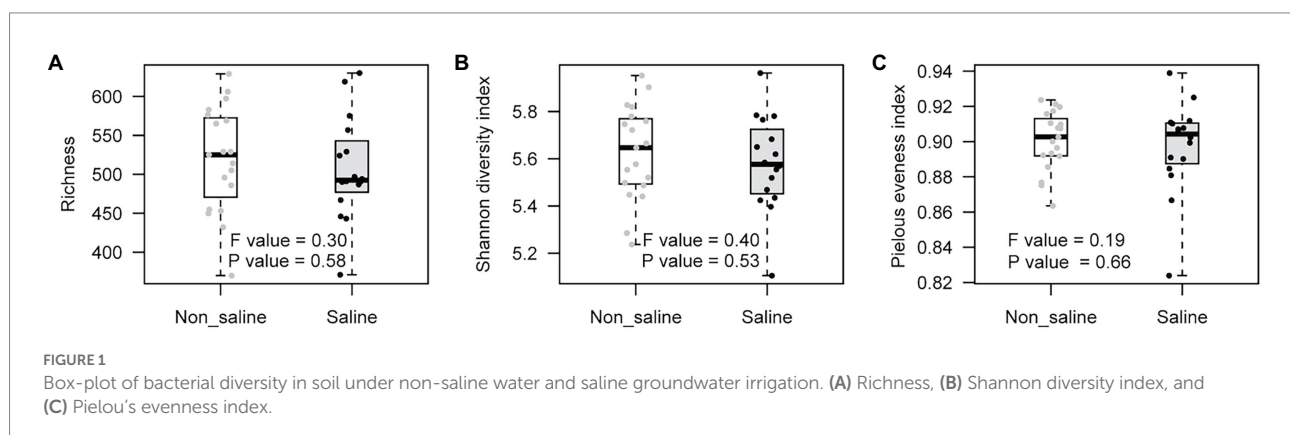 A
Richness
600
550
500
450
400
F value = 0.30
P value = 0.58
Non_saline
Saline
B
Shannon diversity index
5.8
5.6
5.4
5.2
F value = 0.40
P value = 0.53
Non_saline
Saline
C
Pielous eveness index
0.94
0.92
0.90
0.88
0.86
0.84
0.82
F value = 0.19
P value = 0.66
Non_saline
Saline
FIGURE 1
Box-plot of bacterial diversity in soil under non-saline water and saline groundwater irrigation. (A) Richness, (B) Shannon diversity index, and
(C) Pielou’s evenness index.